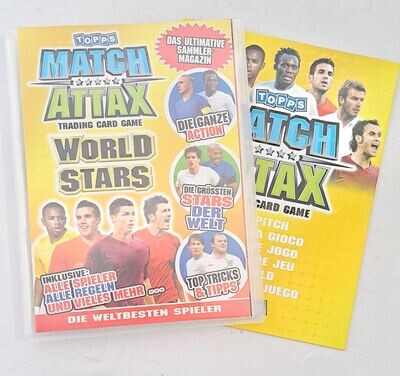 TOPPS
MATCH
ATTAX
TRADING CARD GAME
WORLD
STARS
DAS ULTIMATIVE
SAMMLER-
MAGAZIN
DIE GANZE
ACTION
DIE GRÖSSTEN
STARS
DER
WELT
TOP TRICKS
& TIPPS
INKLUSIVE:
ALLE SPIELER
ALLE REGELN
UND VIELES MEHR ...
DIE WELTBESTEN SPIELER
TOPPS
ATCH
TAX
CARD GAME
PITCH
A GIOCO
E JOGO
E JEU
LD
JUEGO